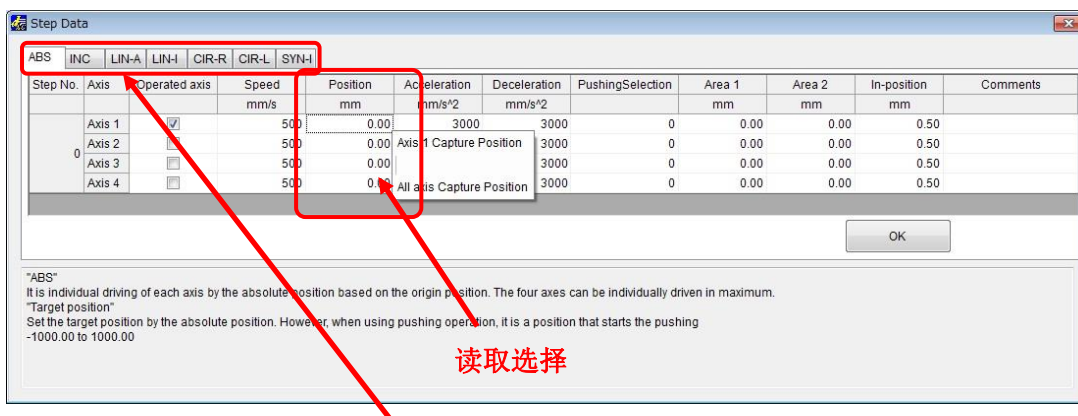 Step Data
ABS INC LIN-A LIN-I CIR-R CIR-L SYN-I
Step No. Axis Operated axis Speed Position Acceleration Deceleration PushingSelection Area 1 Area 2 In-position Comments
mm/s mm mm/s^2 mm/s^2 mm mm mm
0
Axis 1 500 0.00 3000 3000 0 0.00 0.00 0.50
Axis 2 500 0.00 3000 0 0.00 0.00 0.50
Axis 3 500 0.00 3000 0 0.00 0.00 0.50
Axis 4 500 0.00 3000 0 0.00 0.00 0.50
Axis 1 Capture Position
All axis Capture Position
OK
"ABS"
It is individual driving of each axis by the absolute position based on the origin position. The four axes can be individually driven in maximum.
"Target position"
Set the target position by the absolute position. However, when using pushing operation, it is a position that starts the pushing
-1000.00 to 1000.00
读取选择